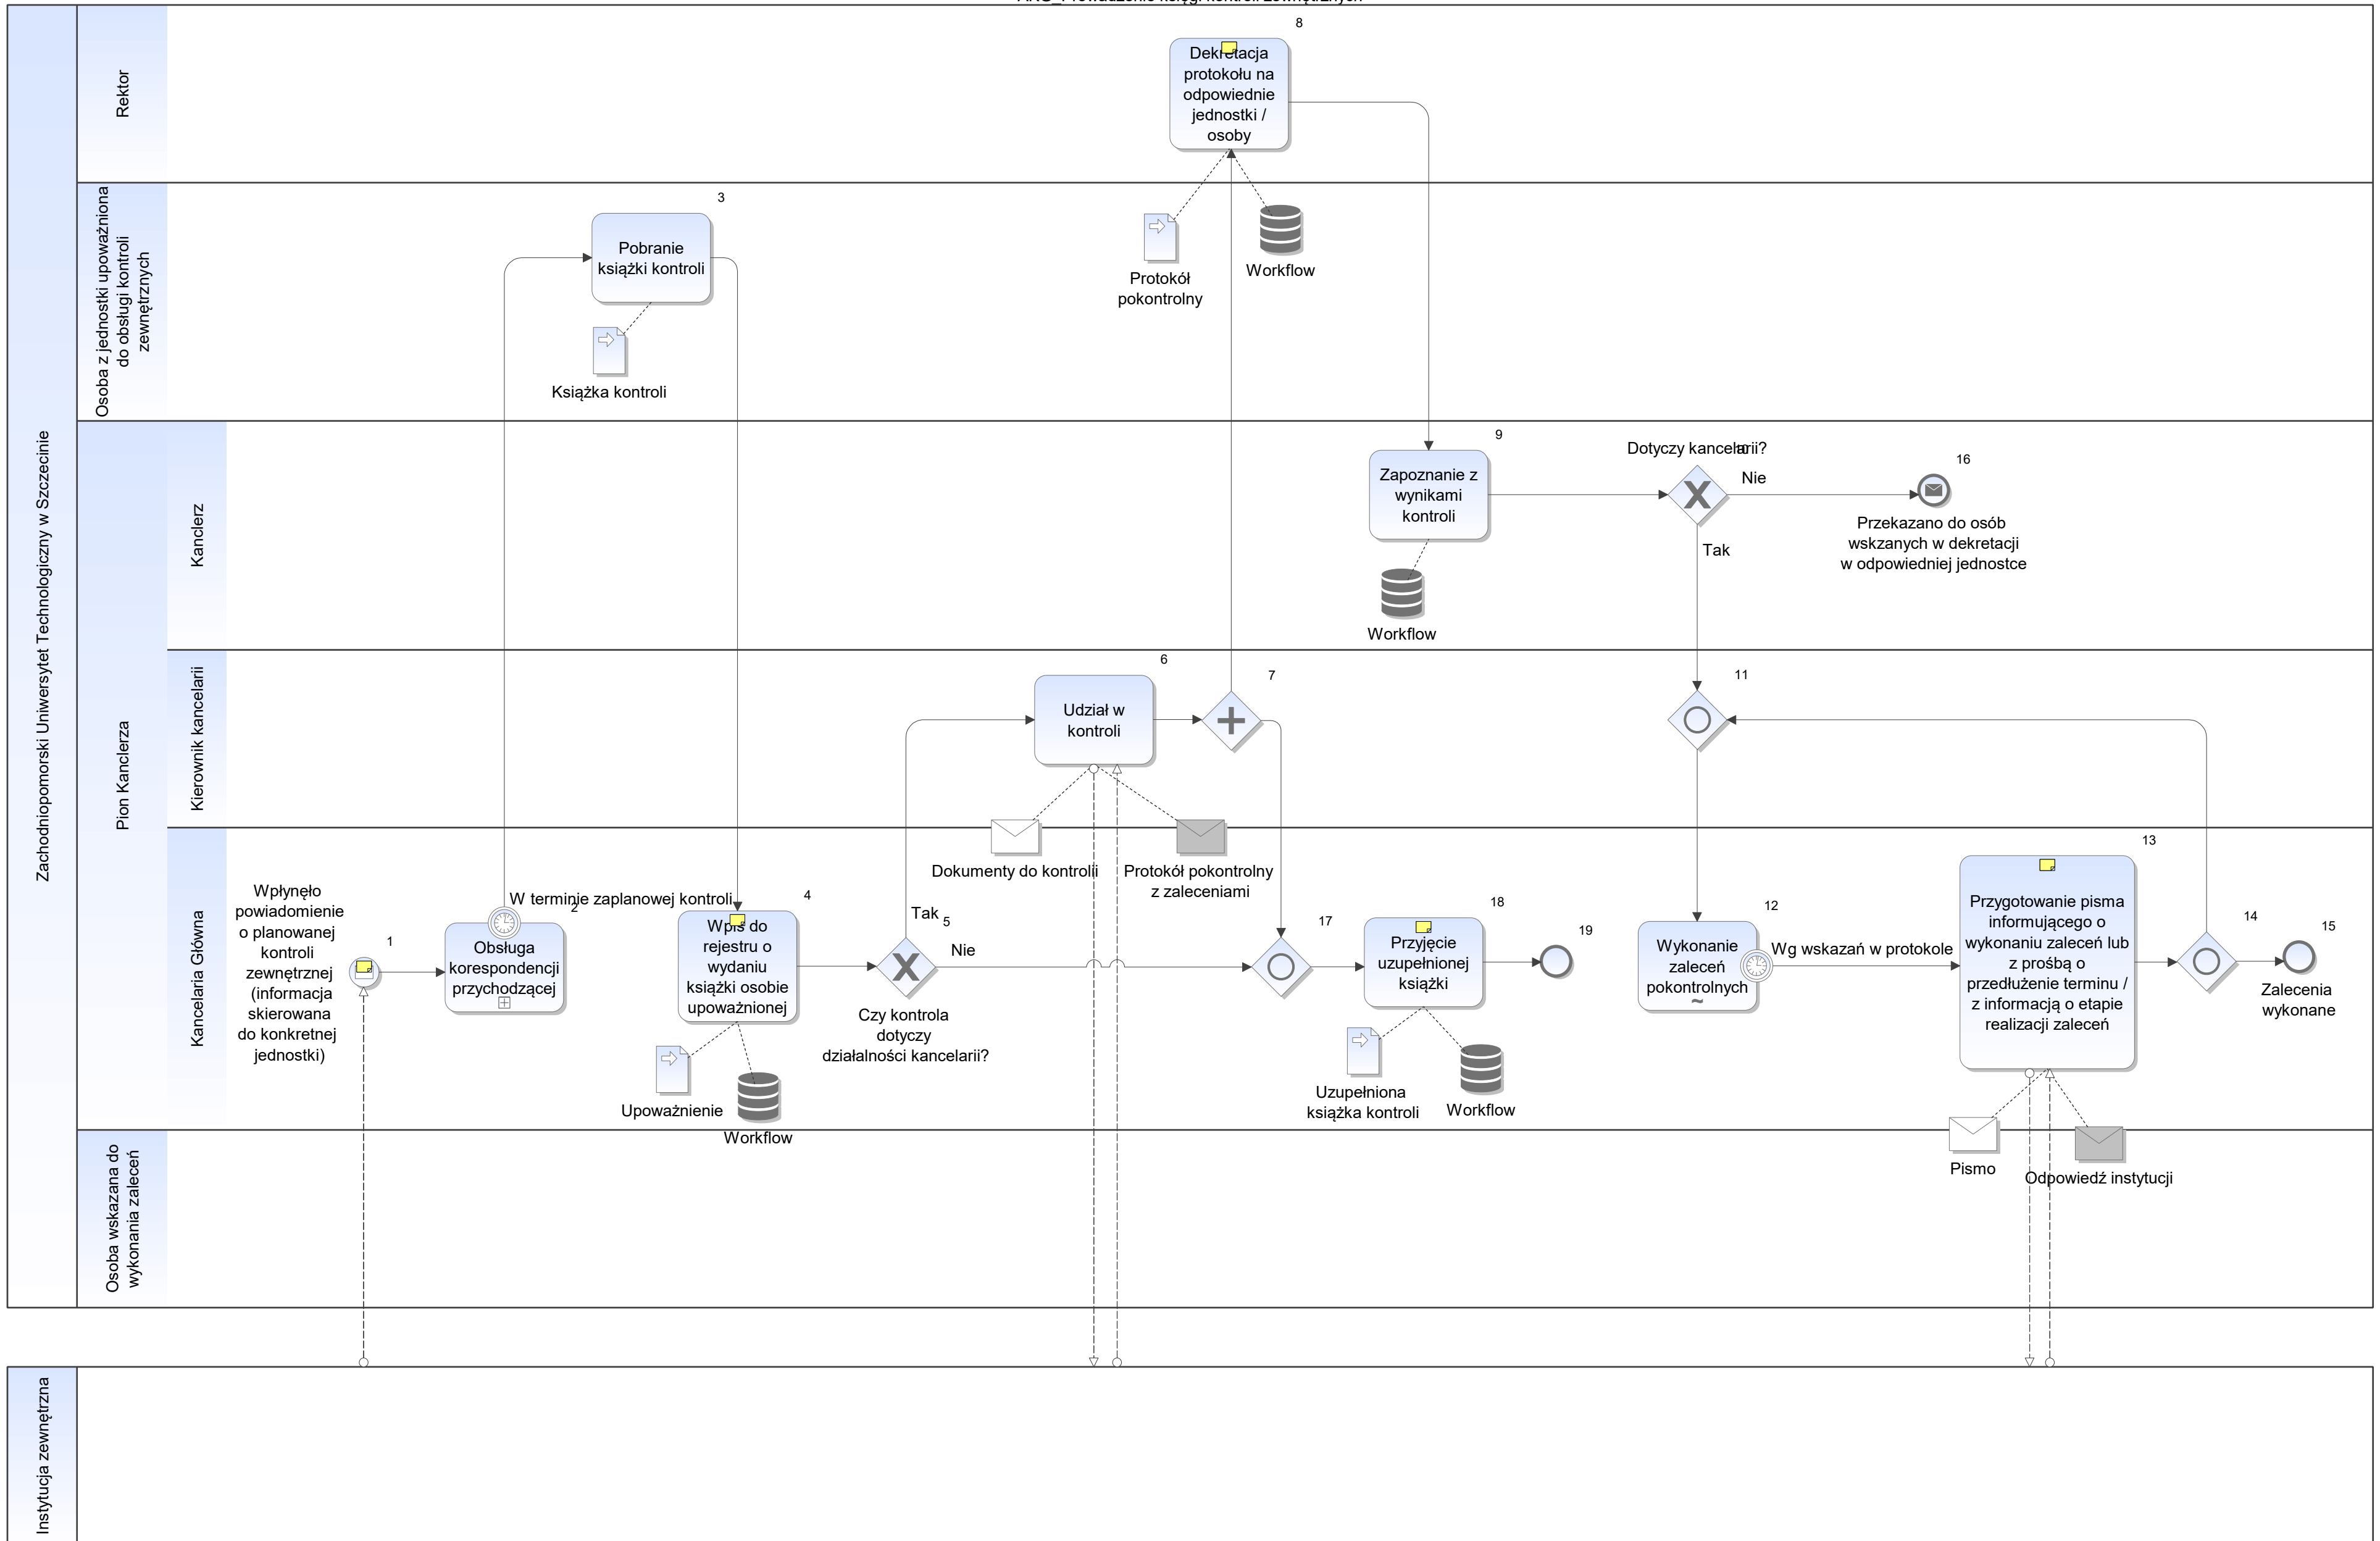 8
Dekretacja
protokołu na
odpowiednie
jednostki /
osoby
Rektor
Osoba z jednostki upoważniona
do obsługi kontroli
zewnętrznych
3
Pobranie
książki kontroli
Książka kontroli
Protokół
pokontrolny
Workflow
Zachodniopomorski Uniwersytet Technologiczny w Szczecinie
Pion Kanclerza
Kanclerz
9
Zapoznanie z
wynikami
kontroli
Workflow
Dotyczy kancelarii?
Nie
Tak
16
Przekazano do osób
wskzanych w dekretacji
w odpowiedniej jednostce
Kierownik kancelarii
6
Udział w
kontroli
7
11
Dokumenty do kontrolii
Protokół pokontrolny
z zaleceniami
Kancelaria Główna
Wpłynęło
powiadomienie
o planowanej
kontroli
zewnętrznej
(informacja
skierowana
do konkretnej
jednostki)
1
W terminie zaplanowej kontroli
2
Obsługa
korespondencji
przychodzącej
4
Wpis do
rejestru o
wydaniu
książki osobie
upoważnionej
Upoważnienie
Workflow
Tak
5
Nie
Czy kontrola
dotyczy
działalności kancelarii?
17
18
Przyjęcie
uzupełnionej
książki
19
Uzupełniona
książka kontroli
Workflow
12
Wykonanie
zaleceń
pokontrolnych
Wg wskazań w protokole
13
Przygotowanie pisma
informującego o
wykonaniu zaleceń lub
z prośbą o
przedłużenie terminu /
z informacją o etapie
realizacji zaleceń
14
15
Zalecenia
wykonane
Pismo
Odpowiedź instytucji
Osoba wskazana do
wykonania zaleceń
Instytucja zewnętrzna